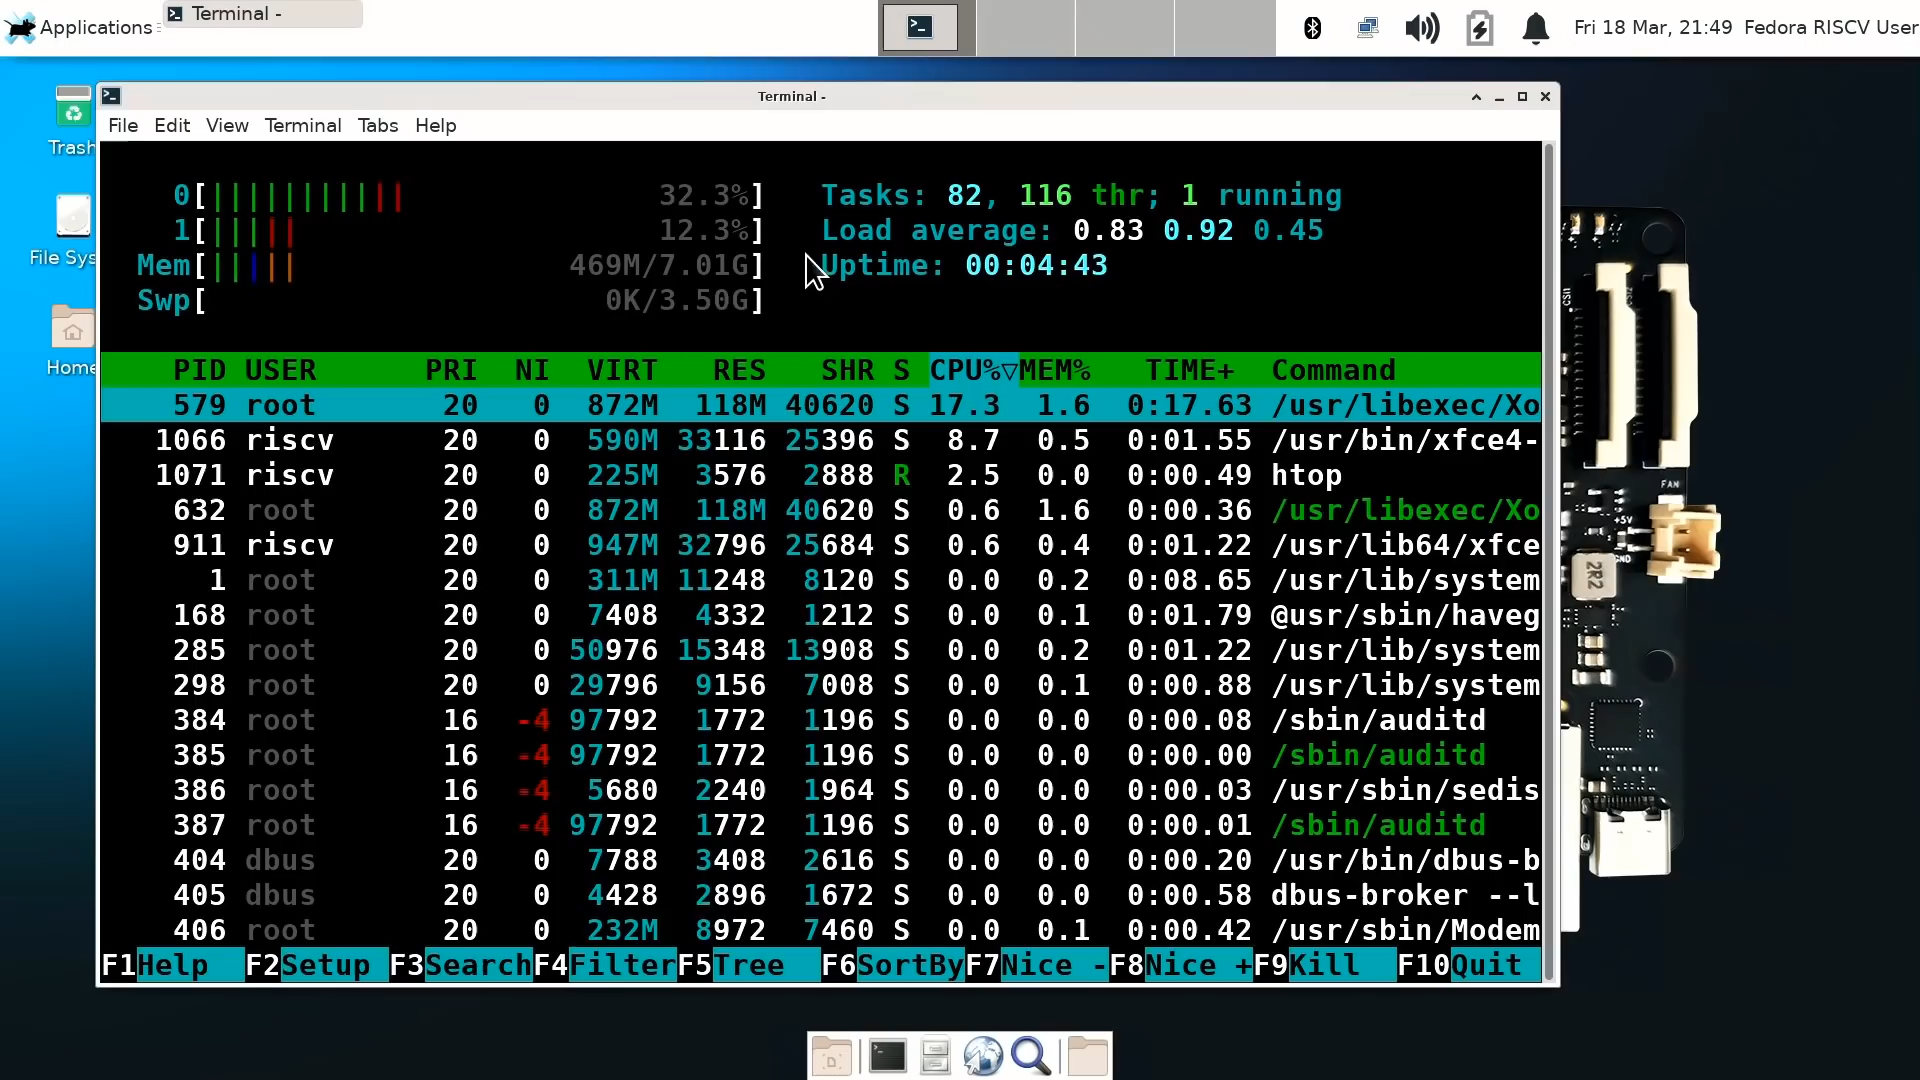 Applications
Terminal -
Fri 18 Mar, 21:49 Fedora RISCV User
Trash
File Sys
Home
Terminal -
File Edit View Terminal Tabs Help
0[||||||||||| 32.3%] Tasks: 82, 116 thr; 1 running
1[||||| 12.3%] Load average: 0.83 0.92 0.45
Mem[||||| 469M/7.01G] Uptime: 00:04:43
Swp[ 0K/3.50G]
PID USER PRI NI VIRT RES SHR S CPU%▽MEM% TIME+ Command
579 root 20 0 872M 118M 40620 S 17.3 1.6 0:17.63 /usr/libexec/Xo
1066 riscv 20 0 590M 33116 25396 S 8.7 0.5 0:01.55 /usr/bin/xfce4-
1071 riscv 20 0 225M 3576 2888 R 2.5 0.0 0:00.49 htop
632 root 20 0 872M 118M 40620 S 0.6 1.6 0:00.36 /usr/libexec/Xo
911 riscv 20 0 947M 32796 25684 S 0.6 0.4 0:01.22 /usr/lib64/xfce
1 root 20 0 311M 11248 8120 S 0.0 0.2 0:08.65 /usr/lib/system
168 root 20 0 7408 4332 1212 S 0.0 0.1 0:01.79 @usr/sbin/haveg
285 root 20 0 50976 15348 13908 S 0.0 0.2 0:01.22 /usr/lib/system
298 root 20 0 29796 9156 7008 S 0.0 0.1 0:00.88 /usr/lib/system
384 root 16 -4 97792 1772 1196 S 0.0 0.0 0:00.08 /sbin/auditd
385 root 16 -4 97792 1772 1196 S 0.0 0.0 0:00.00 /sbin/auditd
386 root 16 -4 5680 2240 1964 S 0.0 0.0 0:00.03 /usr/sbin/sedis
387 root 16 -4 97792 1772 1196 S 0.0 0.0 0:00.01 /sbin/auditd
404 dbus 20 0 7788 3408 2616 S 0.0 0.0 0:00.20 /usr/bin/dbus-b
405 dbus 20 0 4428 2896 1672 S 0.0 0.0 0:00.58 dbus-broker --l
406 root 20 0 232M 8972 7460 S 0.0 0.1 0:00.42 /usr/sbin/Modem
F1Help F2Setup F3SearchF4FilterF5Tree F6SortByF7Nice -F8Nice +F9Kill F10Quit
FAN
+5V
GND
2R2